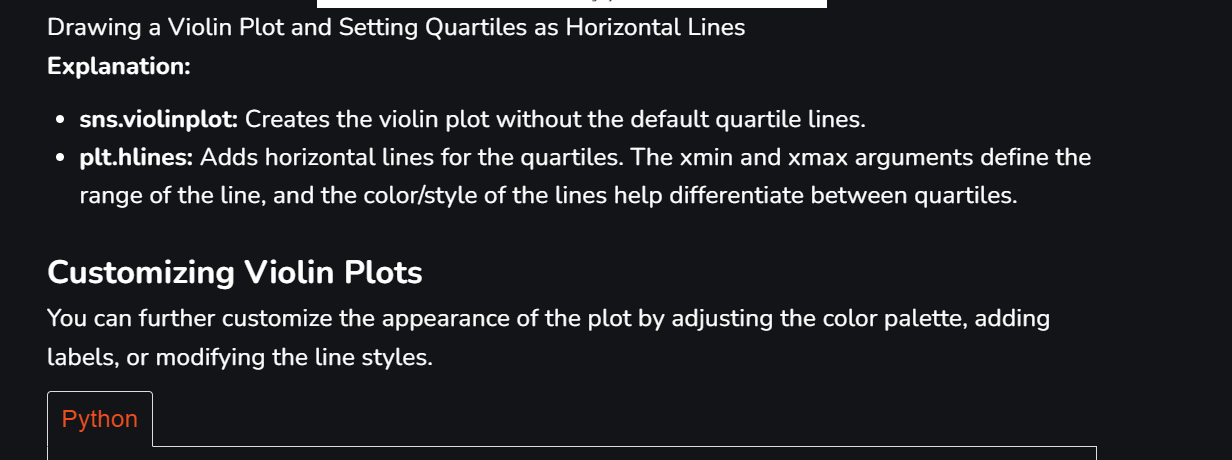 Drawing a Violin Plot and Setting Quartiles as Horizontal Lines
Explanation:
sns.violinplot: Creates the violin plot without the default quartile lines.
plt.hlines: Adds horizontal lines for the quartiles. The xmin and xmax arguments define the
range of the line, and the color/style of the lines help differentiate between quartiles.
Customizing Violin Plots
You can further customize the appearance of the plot by adjusting the color palette, adding
labels, or modifying the line styles.
Python